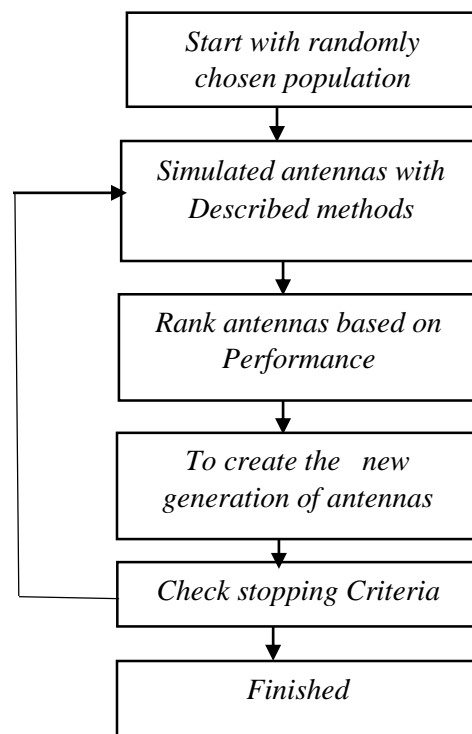 Start with randomly
chosen population
Simulated antennas with
Described methods
Rank antennas based on
Performance
To create the new
generation of antennas
Check stopping Criteria
Finished